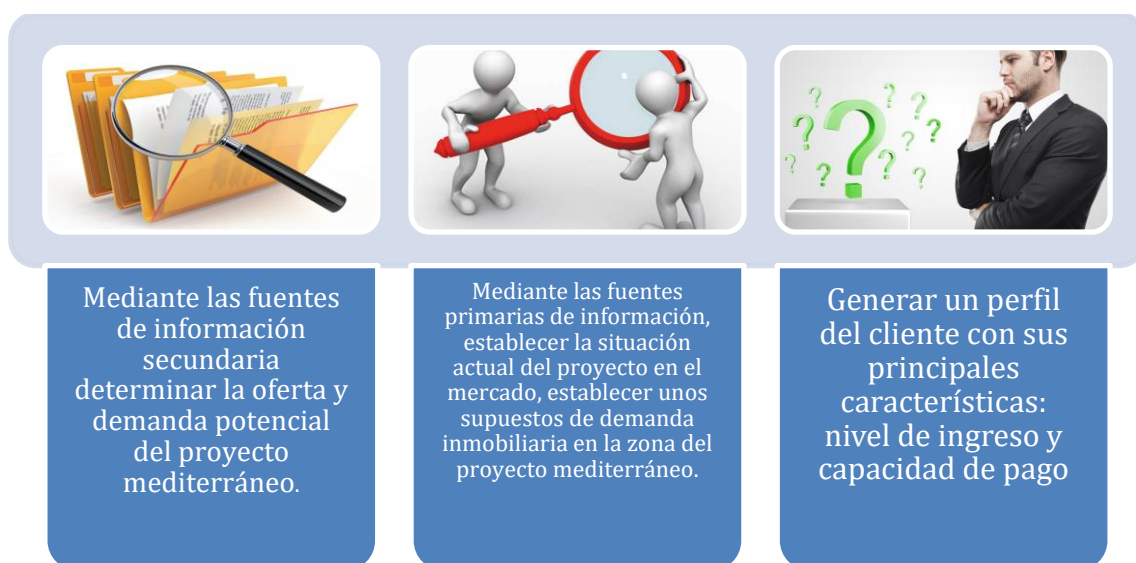 Mediante las fuentes
de información
secundaria
determinar la oferta y
demanda potencial
del proyecto
mediterráneo.
Mediante las fuentes
primarias de información,
establecer la situación
actual del proyecto en el
mercado, establecer unos
supuestos de demanda
inmobiliaria en la zona del
proyecto mediterráneo.
Generar un perfil
del cliente con sus
principales
características:
nivel de ingreso y
capacidad de pago